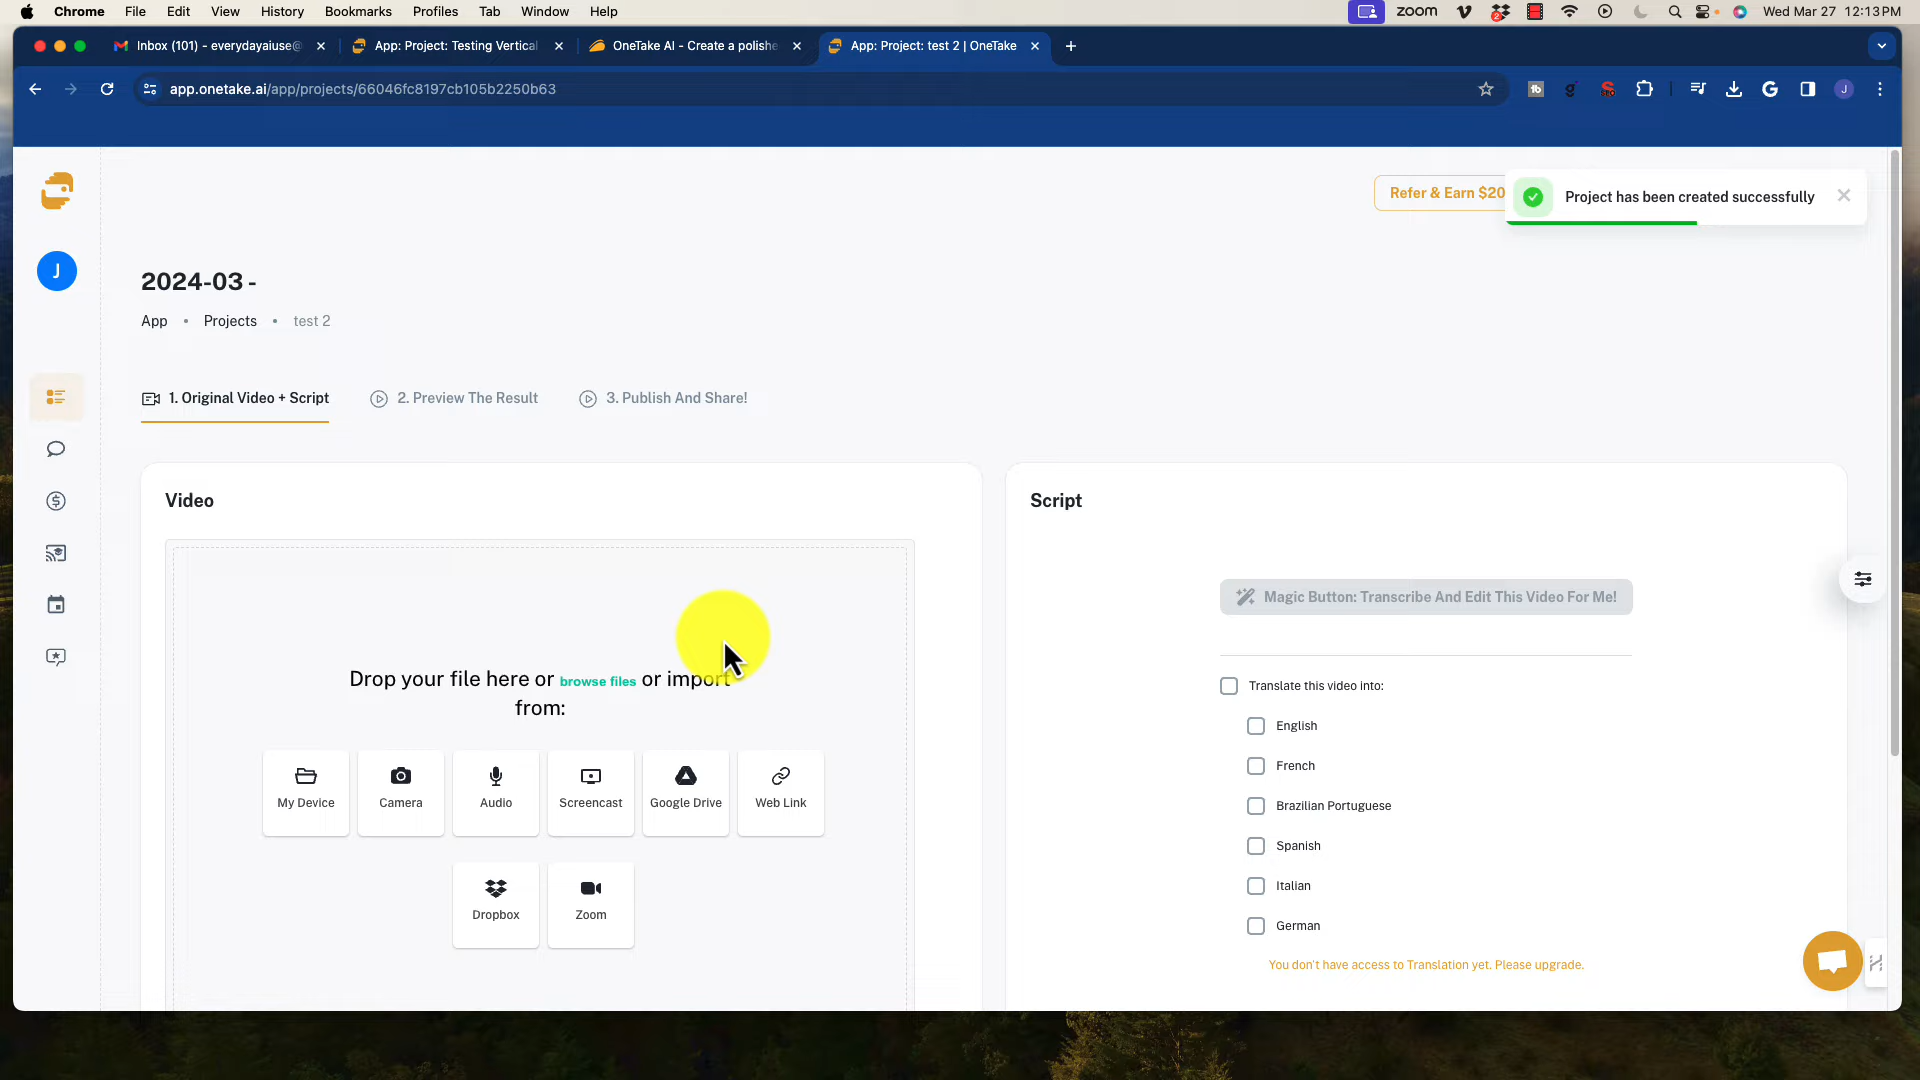 Chrome File Edit View History Bookmarks Profiles Tab Window Help
zoom 2 Wed Mar 27 12:13 PM
Inbox (101) - everydayaiuse@
App: Project: Testing Vertical
OneTake AI - Create a polishe
App: Project: test 2 | OneTake
app.onetake.ai/app/projects/66046fc8197cb105b2250b63
tb
J
Refer & Earn $20
Project has been created successfully
J
2024-03 -
App • Projects • test 2
1. Original Video + Script
2. Preview The Result
3. Publish And Share!
Video
Drop your file here or browse files or import
from:
My Device
Camera
Audio
Screencast
Google Drive
Web Link
Dropbox
Zoom
Script
Magic Button: Transcribe And Edit This Video For Me!
Translate this video into:
English
French
Brazilian Portuguese
Spanish
Italian
German
You don't have access to Translation yet. Please upgrade.